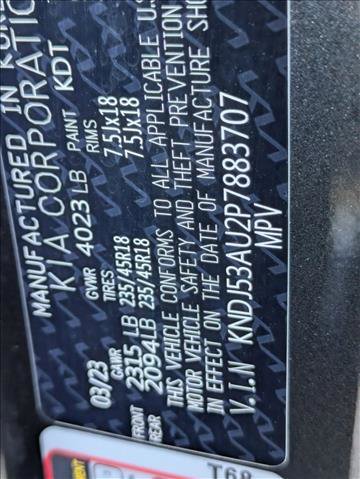 MANUFACTURED IN KOREA
KIA CORPORATION
03/23 GVWR 4023 LB PAINT KDT
GAWR TIRES RIMS
FRONT 2315 LB 235/45R18 7.5Jx18
REAR 2094LB 235/45R18 7.5Jx18
THIS VEHICLE CONFORMS TO ALL APPLICABLE U.S
MOTOR VEHICLE SAFETY AND THEFT PREVENTION
IN EFFECT ON THE DATE OF MANUFACTURE SHOW
V.I.N KNDJ53AU2P7883707
MPV
T68